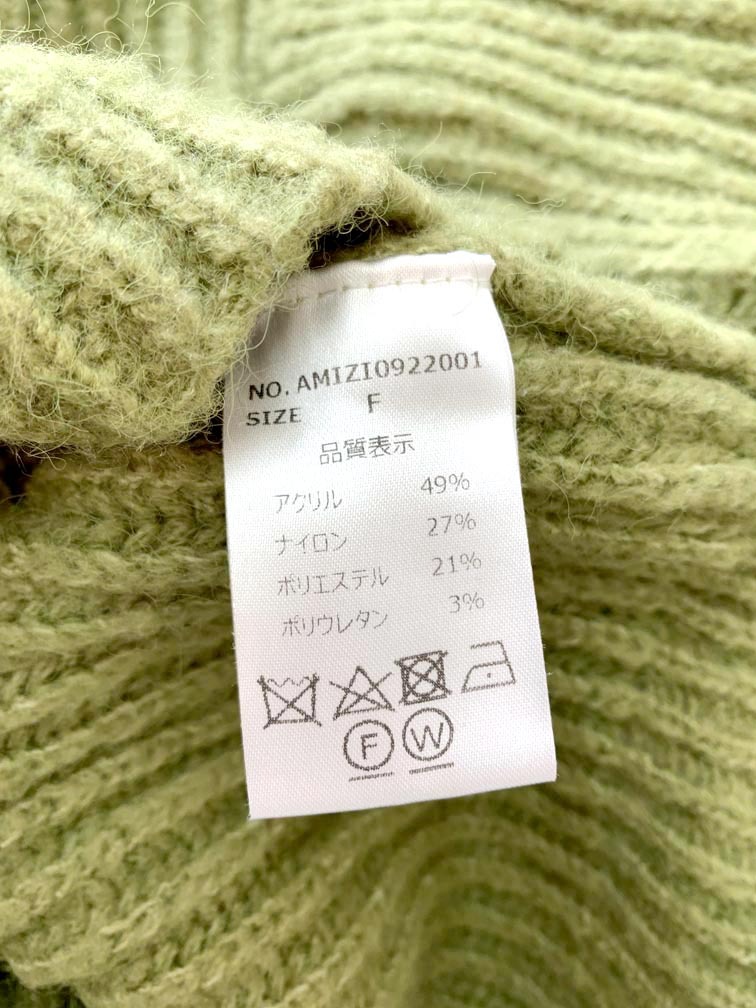 NO. AMIZI0922001
SIZE F
品質表示
アクリル 49%
ナイロン 27%
ポリエステル 21%
ポリウレタン 3%
F W